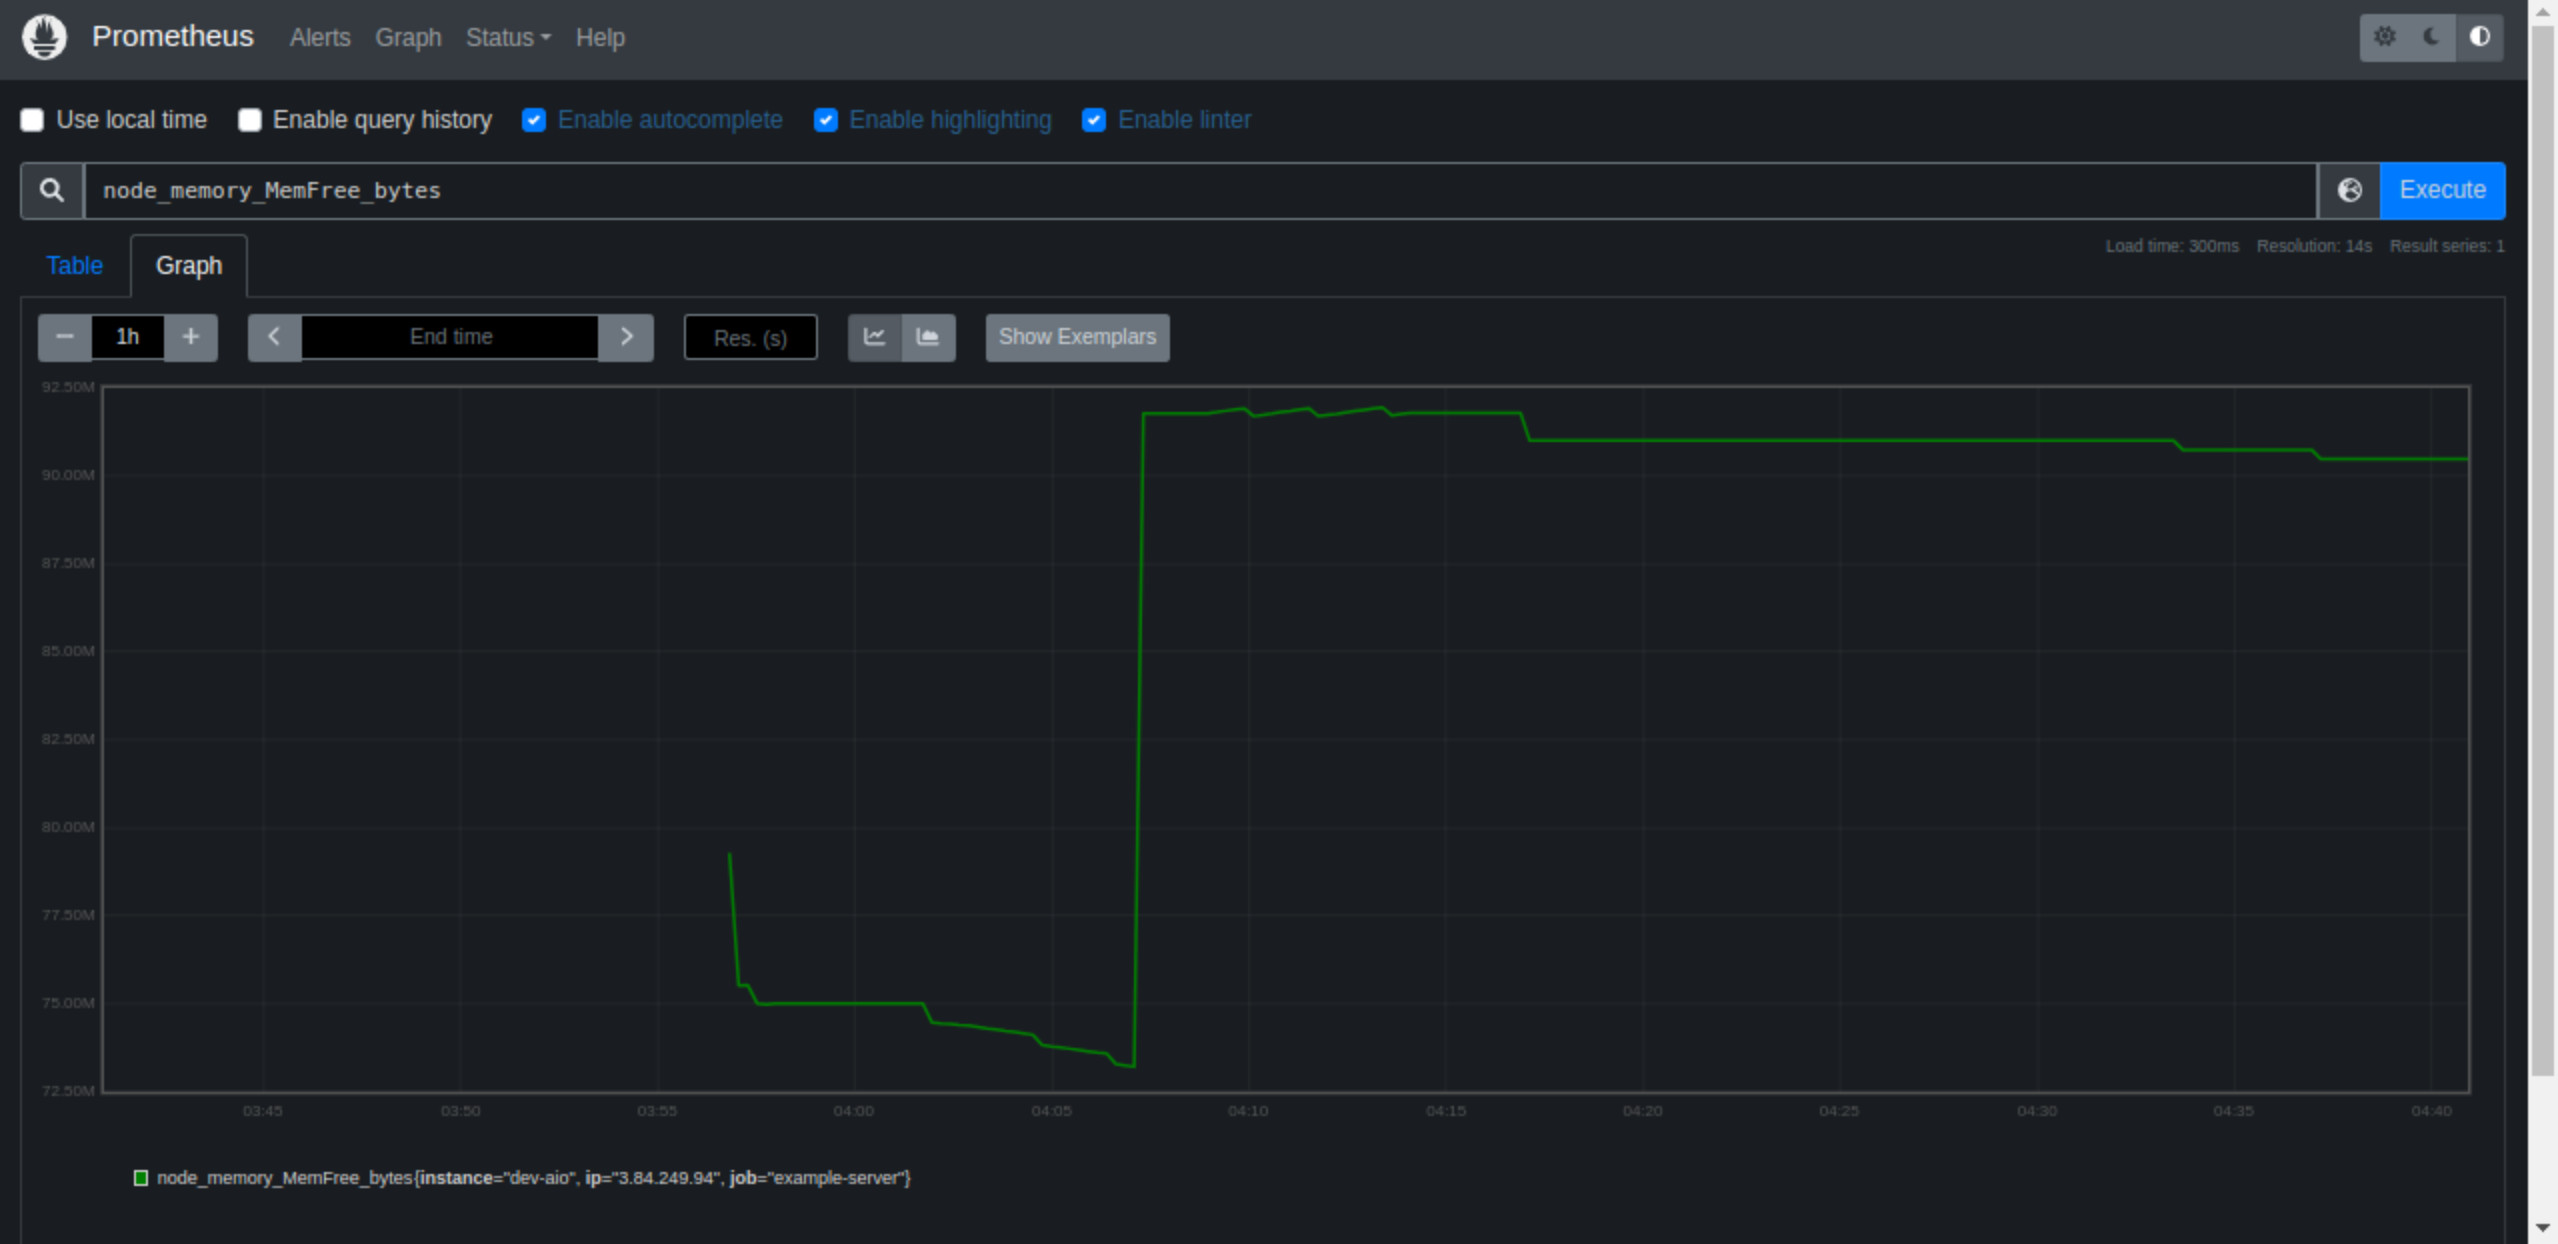 Prometheus Alerts Graph Status Help
Use local time Enable query history Enable autocomplete Enable highlighting Enable linter
node_memory_MemFree_bytes Execute
Table Graph
Load time: 300ms Resolution: 14s Result series: 1
1h End time Res. (s) Show Exemplars
92.50M
90.00M
87.50M
85.00M
82.50M
80.00M
77.50M
75.00M
72.50M
03:45 03:50 03:55 04:00 04:05 04:10 04:15 04:20 04:25 04:30 04:35 04:40
node_memory_MemFree_bytes{instance="dev-aio", ip="3.84.249.94", job="example-server"}